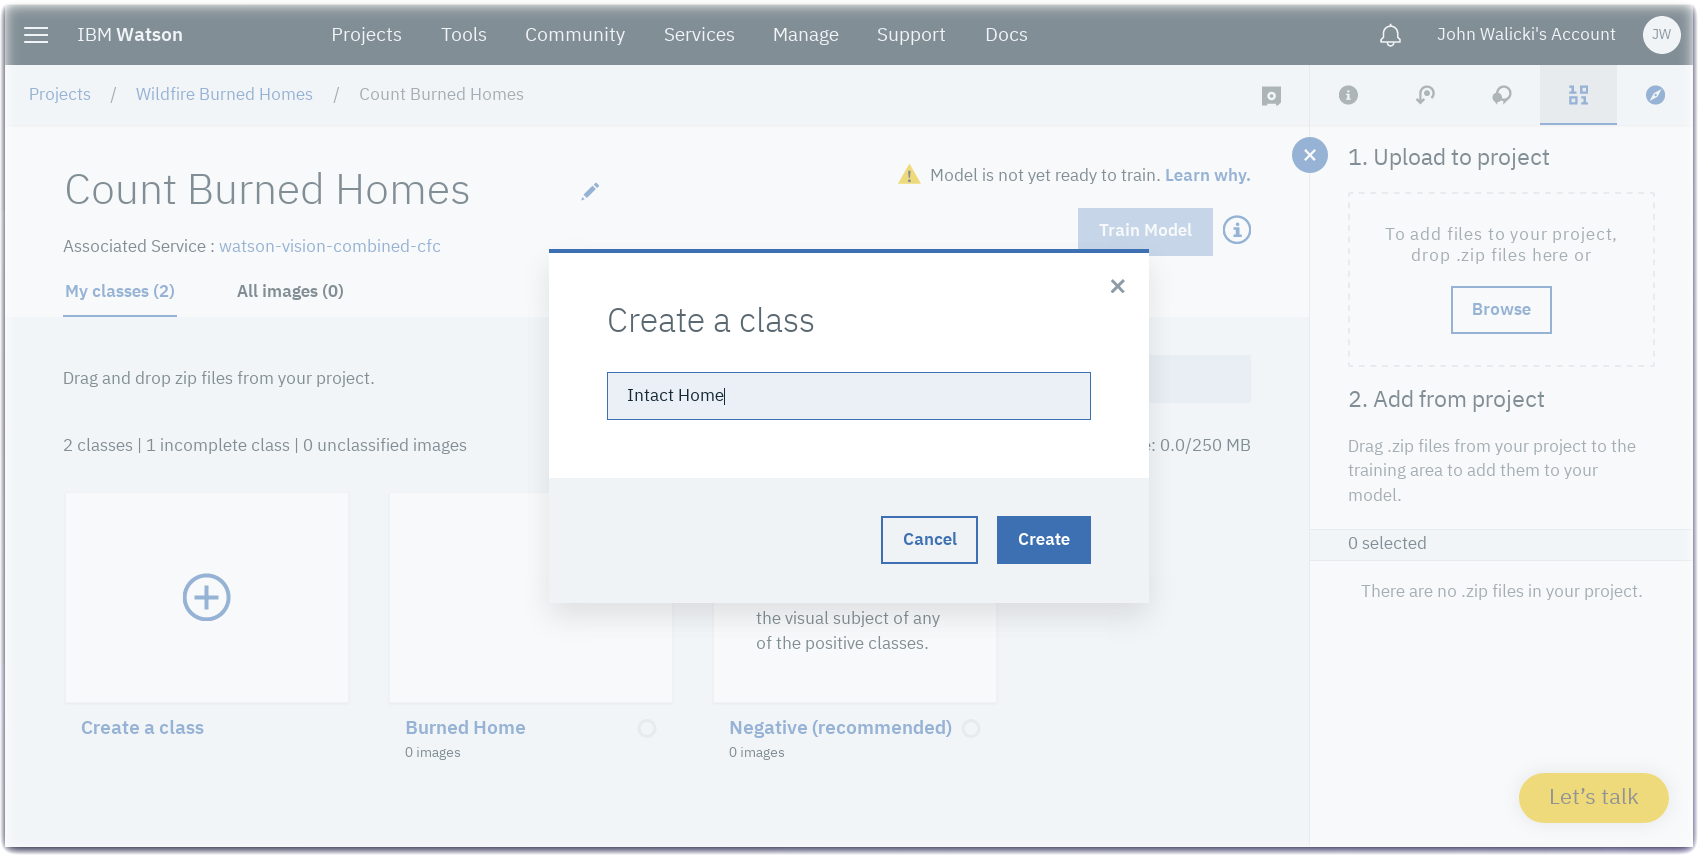 IBM Watson
Projects
Tools
Community
Services
Manage
Support
Docs
John Walicki's Account
JW
Projects / Wildfire Burned Homes / Count Burned Homes
Count Burned Homes
Model is not yet ready to train. Learn why.
Train Model
Associated Service : watson-vision-combined-cfc
My classes (2)
All images (0)
Drag and drop zip files from your project.
2 classes | 1 incomplete class | 0 unclassified images
: 0.0/250 MB
Create a class
Intact Home
Cancel
Create
the visual subject of any
of the positive classes.
Create a class
Burned Home
0 images
Negative (recommended)
0 images
1. Upload to project
To add files to your project,
drop .zip files here or
Browse
2. Add from project
Drag .zip files from your project to the
training area to add them to your
model.
0 selected
There are no .zip files in your project.
Let's talk